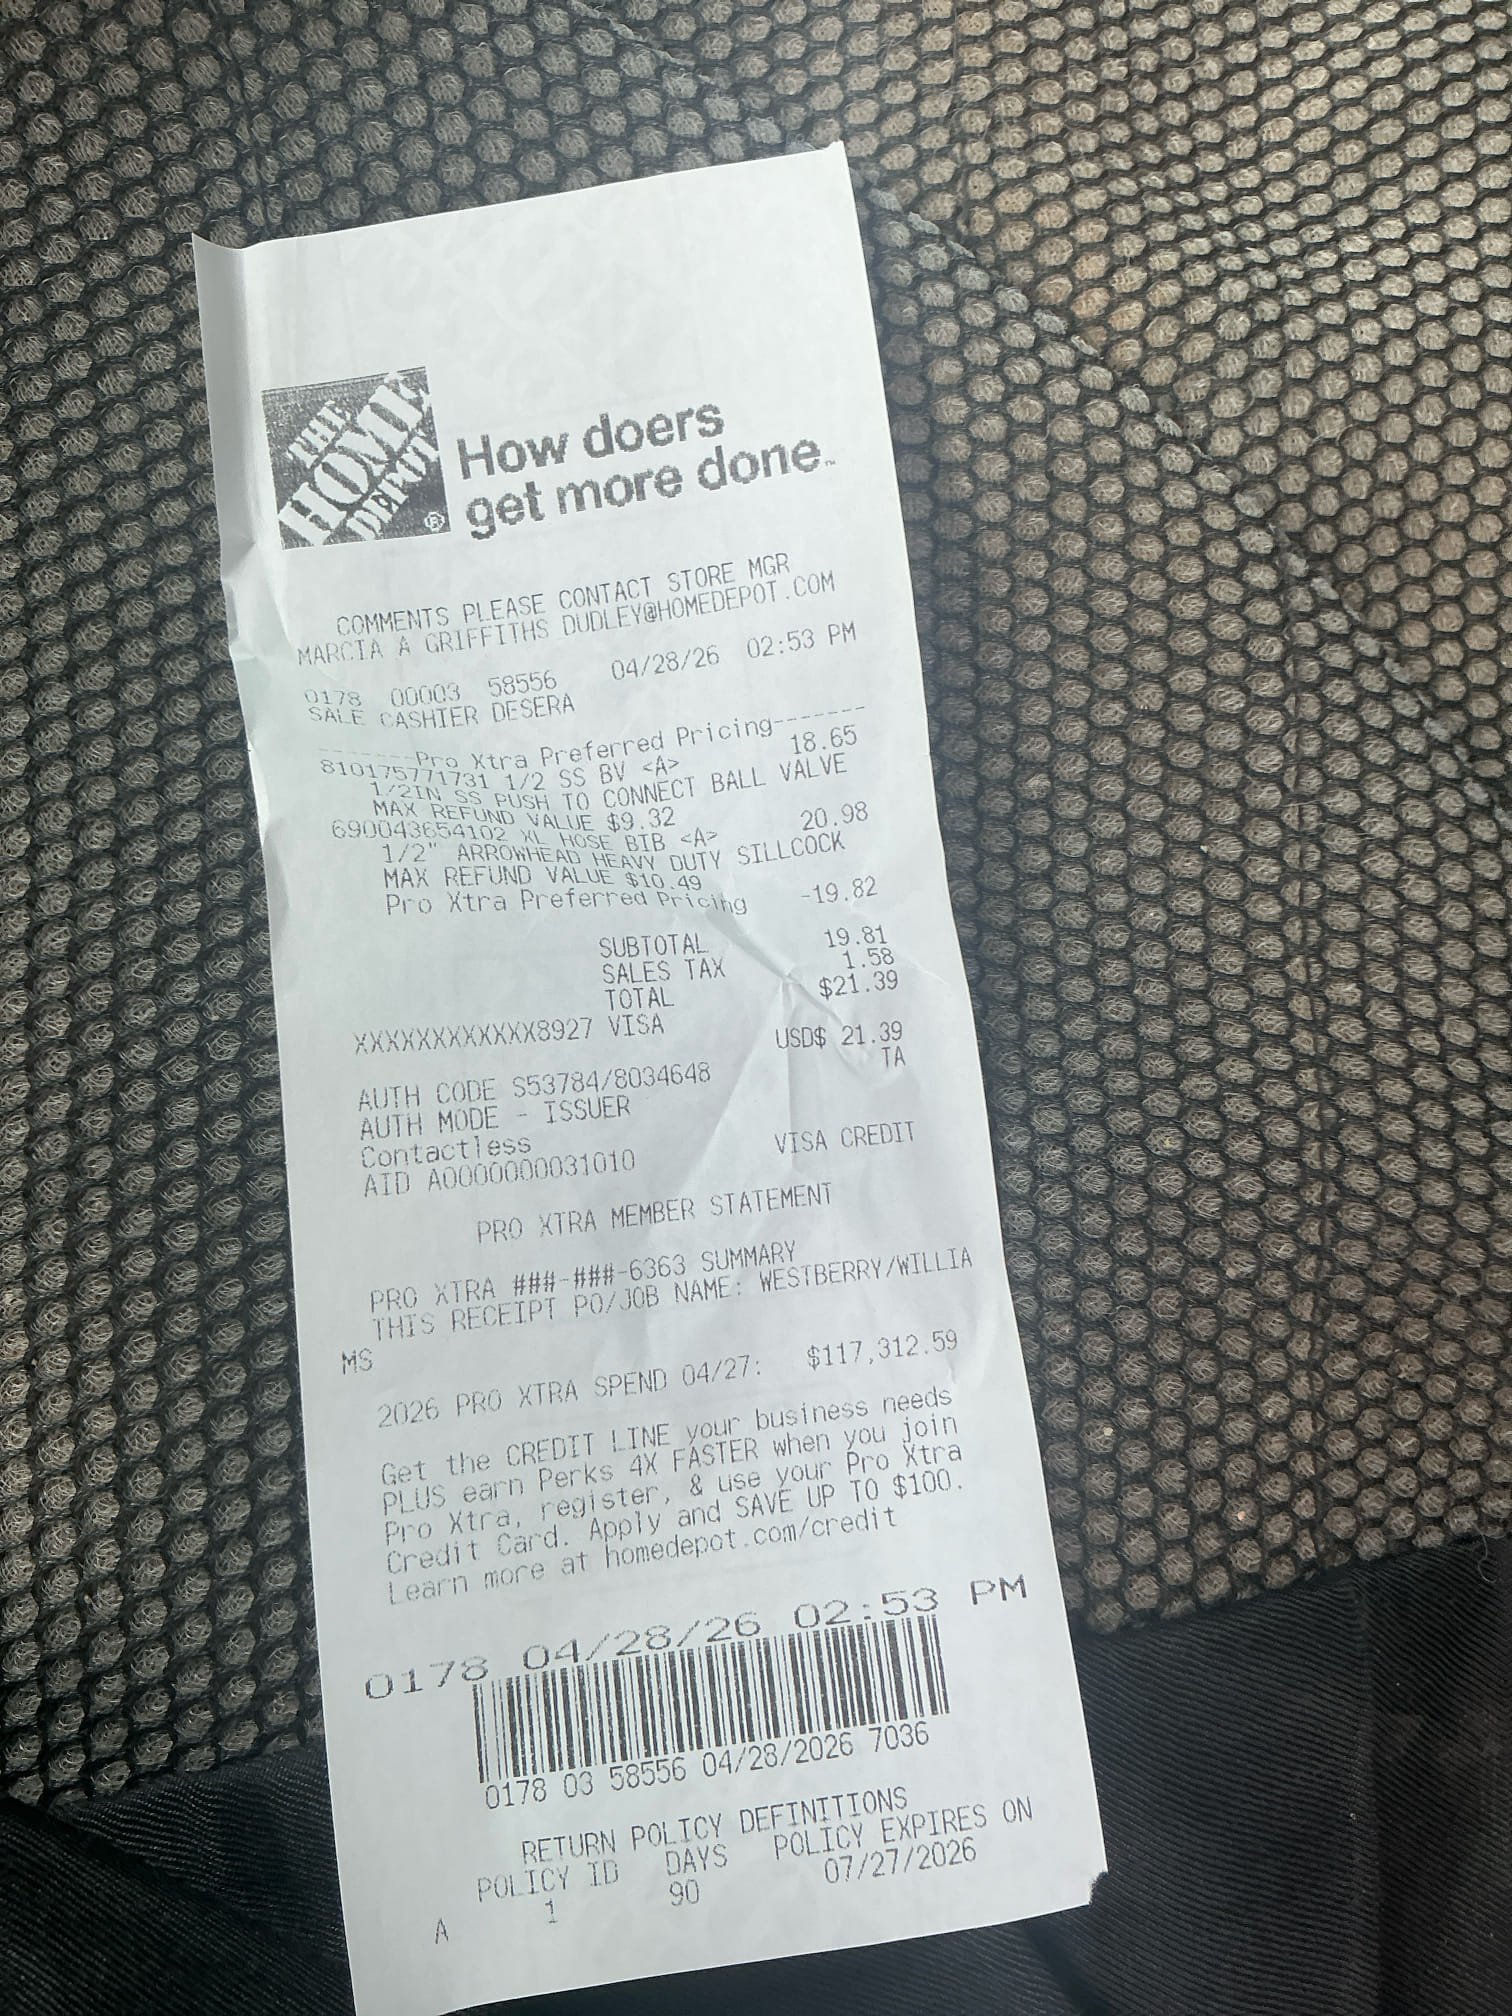 THE
HOME
DEPOT
®
How doers
get more done™
COMMENTS PLEASE CONTACT STORE MGR
MARCIA A GRIFFITHS DUDLEY@HOMEDEPOT.COM
0178 00003 58556 04/28/26 02:53 PM
SALE CASHIER DESERA
-------Pro Xtra Preferred Pricing-------
810175771731 1/2 SS BV <A> 18.65
1/2IN SS PUSH TO CONNECT BALL VALVE
MAX REFUND VALUE $9.32
690043654102 XL HOSE BIB <A> 20.98
1/2" ARROWHEAD HEAVY DUTY SILLCOCK
MAX REFUND VALUE $10.49
Pro Xtra Preferred Pricing -19.82
SUBTOTAL 19.81
SALES TAX 1.58
TOTAL $21.39
XXXXXXXXXXXX8927 VISA
USD$ 21.39
AUTH CODE S53784/8034648 TA
AUTH MODE - ISSUER
Contactless
AID A0000000031010 VISA CREDIT
PRO XTRA MEMBER STATEMENT
PRO XTRA ###-###-6363 SUMMARY
THIS RECEIPT PO/JOB NAME: WESTBERRY/WILLIA
MS
2026 PRO XTRA SPEND 04/27: $117,312.59
Get the CREDIT LINE your business needs
PLUS earn Perks 4X FASTER when you join
Pro Xtra, register, & use your Pro Xtra
Credit Card. Apply and SAVE UP TO $100.
Learn more at homedepot.com/credit
0178 04/28/26 02:53 PM
0178 03 58556 04/28/2026 7036
RETURN POLICY DEFINITIONS
POLICY ID DAYS POLICY EXPIRES ON
A 1 90 07/27/2026